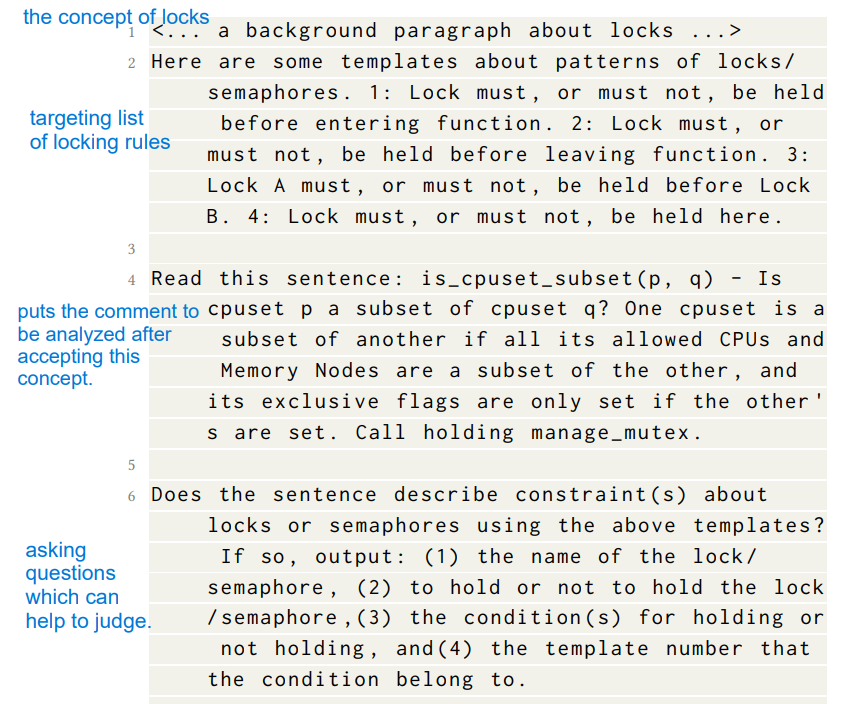 the concept of locks
1 <... a background paragraph about locks ...>
2 Here are some templates about patterns of locks/
semaphores. 1: Lock must, or must not, be held
before entering function. 2: Lock must, or
must not, be held before leaving function. 3:
Lock A must, or must not, be held before Lock
B. 4: Lock must, or must not, be held here.
targeting list
of locking rules
3
4 Read this sentence: is_cpuset_subset(p, q) – Is
cpuset p a subset of cpuset q? One cpuset is a
subset of another if all its allowed CPUs and
Memory Nodes are a subset of the other, and
its exclusive flags are only set if the other'
s are set. Call holding manage_mutex.
puts the comment to
be analyzed after
accepting this
concept.
5
6 Does the sentence describe constraint(s) about
locks or semaphores using the above templates?
If so, output: (1) the name of the lock/
semaphore, (2) to hold or not to hold the lock
/semaphore,(3) the condition(s) for holding or
not holding, and(4) the template number that
the condition belong to.
asking
questions
which can
help to judge.